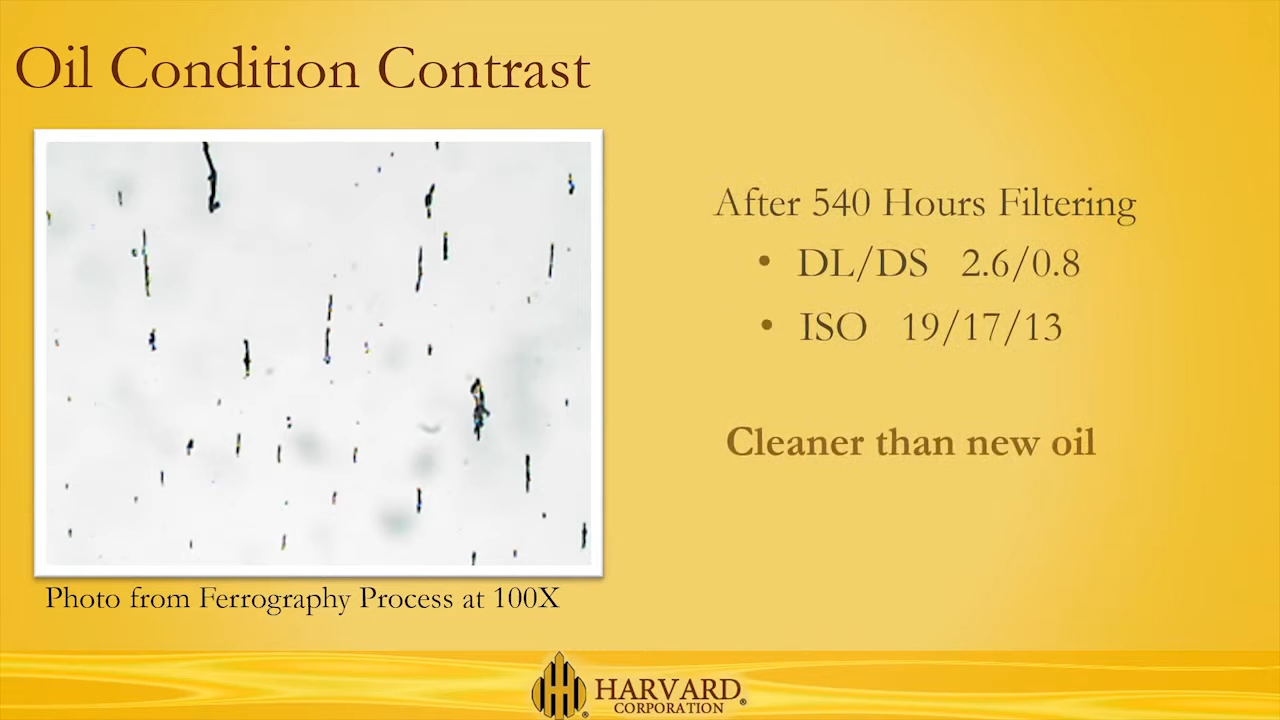 Oil Condition Contrast
After 540 Hours Filtering
• DL/DS 2.6/0.8
• ISO 19/17/13
Cleaner than new oil
Photo from Ferrography Process at 100X
HARVARD®
CORPORATION
®